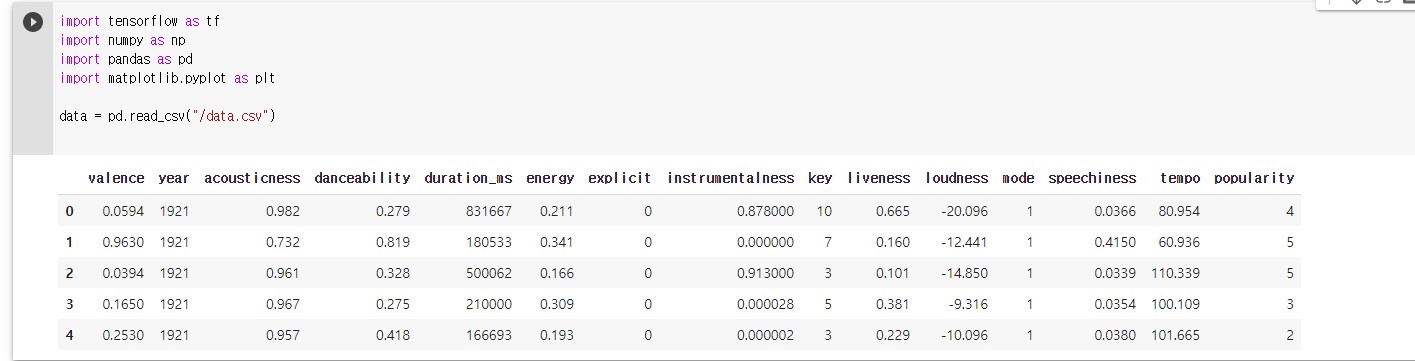 import tensorflow as tf
import numpy as np
import pandas as pd
import matplotlib.pyplot as plt
data = pd.read_csv("/data.csv")
valence year acousticness danceability duration_ms energy explicit instrumentalness key liveness loudness mode speechiness tempo popularity
0 0.0594 1921 0.982 0.279 831667 0.211 0 0.878000 10 0.665 -20.096 1 0.0366 80.954 4
1 0.9630 1921 0.732 0.819 180533 0.341 0 0.000000 7 0.160 -12.441 1 0.4150 60.936 5
2 0.0394 1921 0.961 0.328 500062 0.166 0 0.913000 3 0.101 -14.850 1 0.0339 110.339 5
3 0.1650 1921 0.967 0.275 210000 0.309 0 0.000028 5 0.381 -9.316 1 0.0354 100.109 3
4 0.2530 1921 0.957 0.418 166693 0.193 0 0.000002 3 0.229 -10.096 1 0.0380 101.665 2